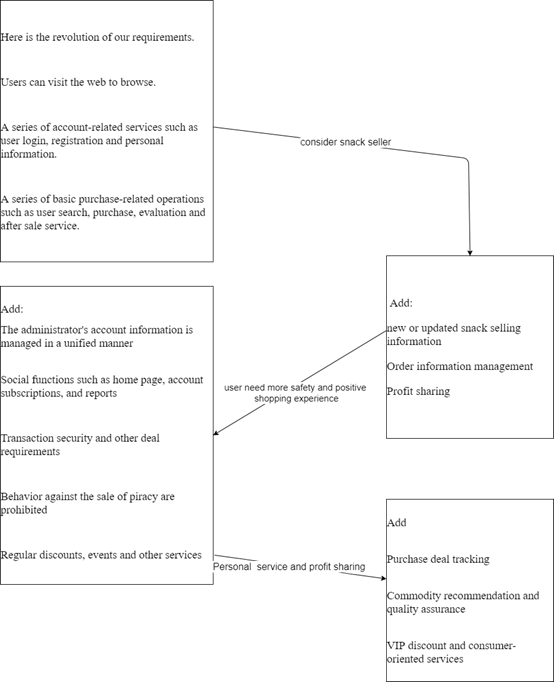 Here is the revolution of our requirements.
Users can visit the web to browse.
A series of account-related services such as
user login, registration and personal
information.
A series of basic purchase-related operations
such as user search, purchase, evaluation and
after sale service.
consider snack seller
Add:
new or updated snack selling
information
Order information management
Profit sharing
user need more safety and positive
shopping experience
Add:
The administrator's account information is
managed in a unified manner
Social functions such as home page, account
subscriptions, and reports
Transaction security and other deal
requirements
Behavior against the sale of piracy are
prohibited
Regular discounts, events and other services
Personal service and profit sharing
Add
Purchase deal tracking
Commodity recommendation and
quality assurance
VIP discount and consumer-
oriented services